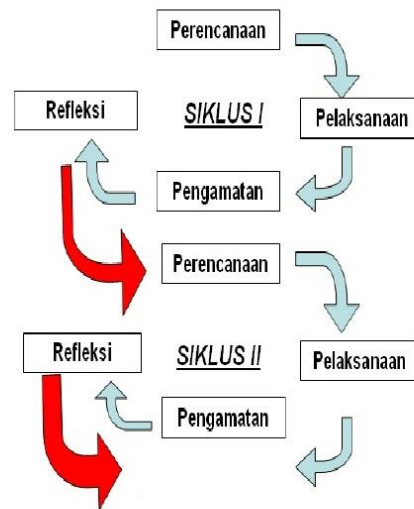 Perencanaan
Refleksi
SIKLUS I
Pelaksanaan
Pengamatan
Perencanaan
Refleksi
SIKLUS II
Pelaksanaan
Pengamatan